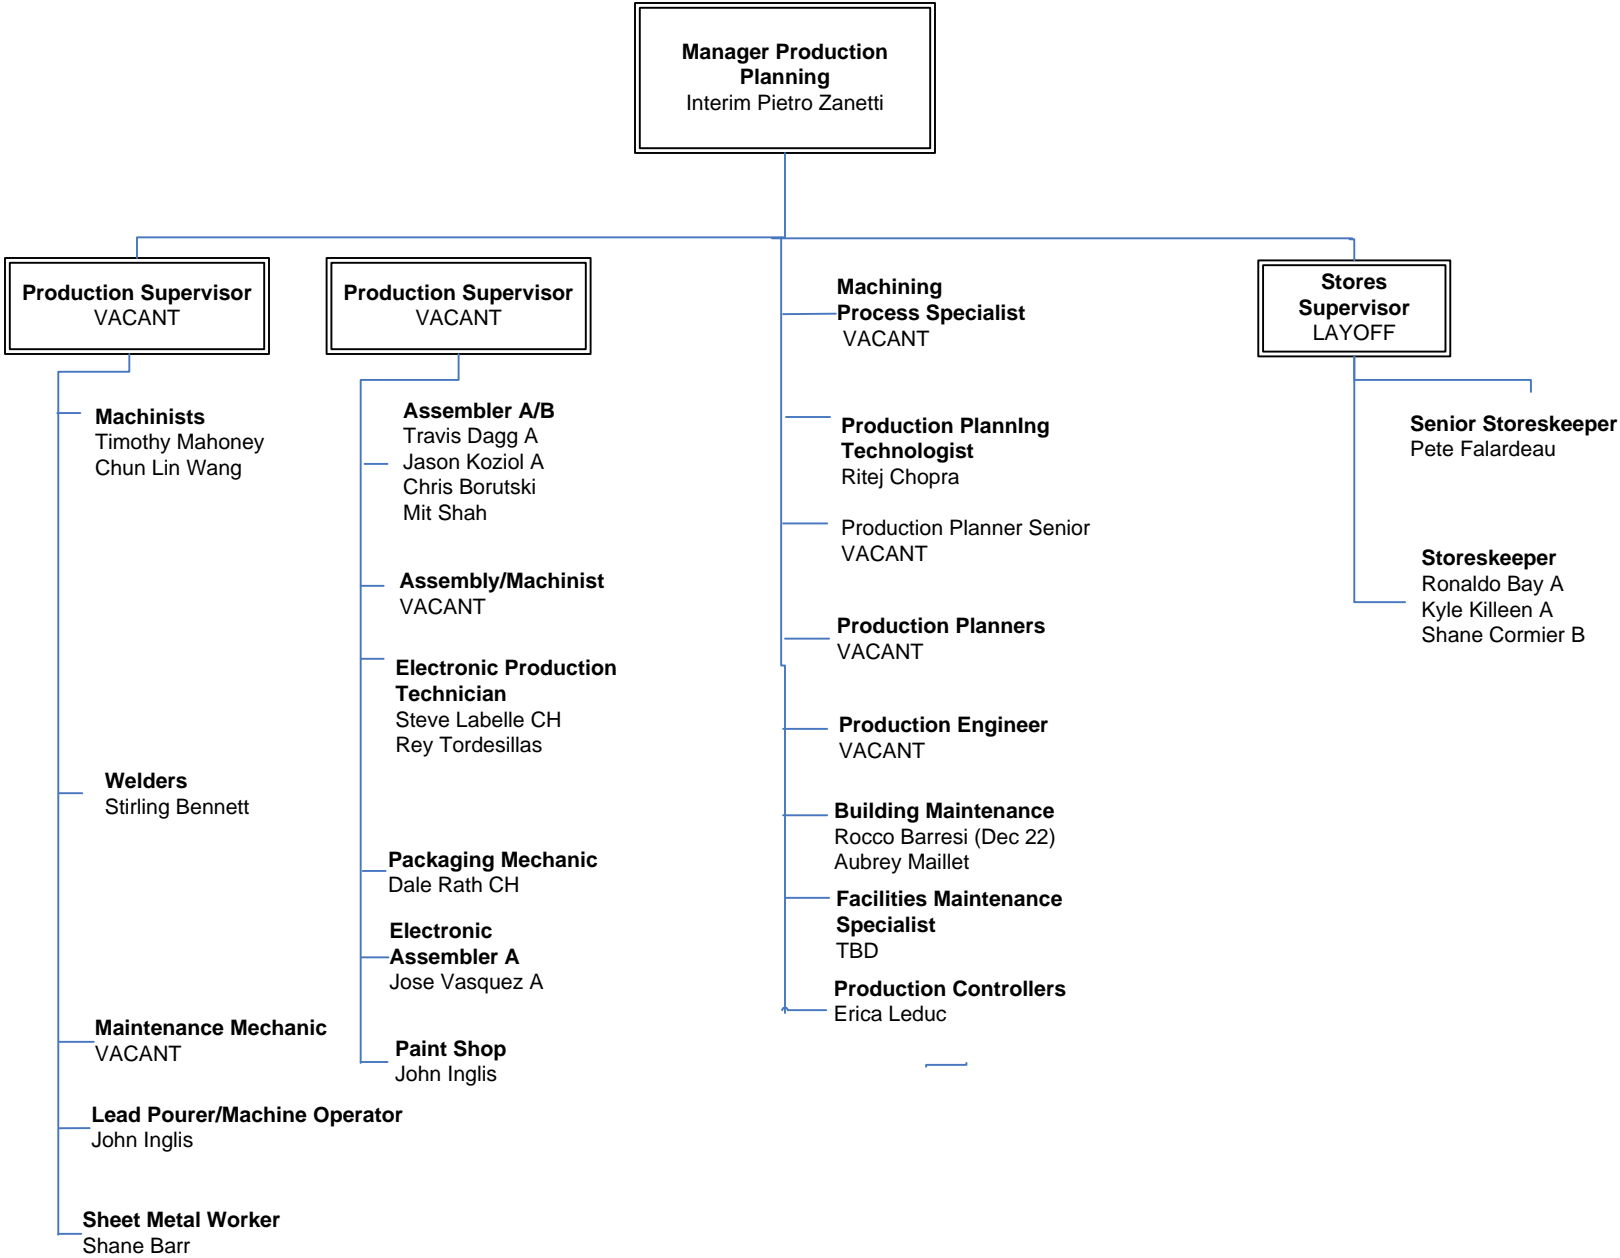 Manager Production
Planning
Interim Pietro Zanetti
Production Supervisor
VACANT
Machinists
Timothy Mahoney
Chun Lin Wang
Welders
Stirling Bennett
Maintenance Mechanic
VACANT
Lead Pourer/Machine Operator
John Inglis
Sheet Metal Worker
Shane Barr
Production Supervisor
VACANT
Assembler A/B
Travis Dagg A
Jason Koziol A
Chris Borutski
Mit Shah
Assembly/Machinist
VACANT
Electronic Production
Technician
Steve Labelle CH
Rey Tordesillas
Packaging Mechanic
Dale Rath CH
Electronic
Assembler A
Jose Vasquez A
Paint Shop
John Inglis
Machining
Process Specialist
VACANT
Production PlannIng
Technologist
Ritej Chopra
Production Planner Senior
VACANT
Production Planners
VACANT
Production Engineer
VACANT
Building Maintenance
Rocco Barresi (Dec 22)
Aubrey Maillet
Facilities Maintenance
Specialist
TBD
Production Controllers
Erica Leduc
Stores
Supervisor
LAYOFF
Senior Storeskeeper
Pete Falardeau
Storeskeeper
Ronaldo Bay A
Kyle Killeen A
Shane Cormier B